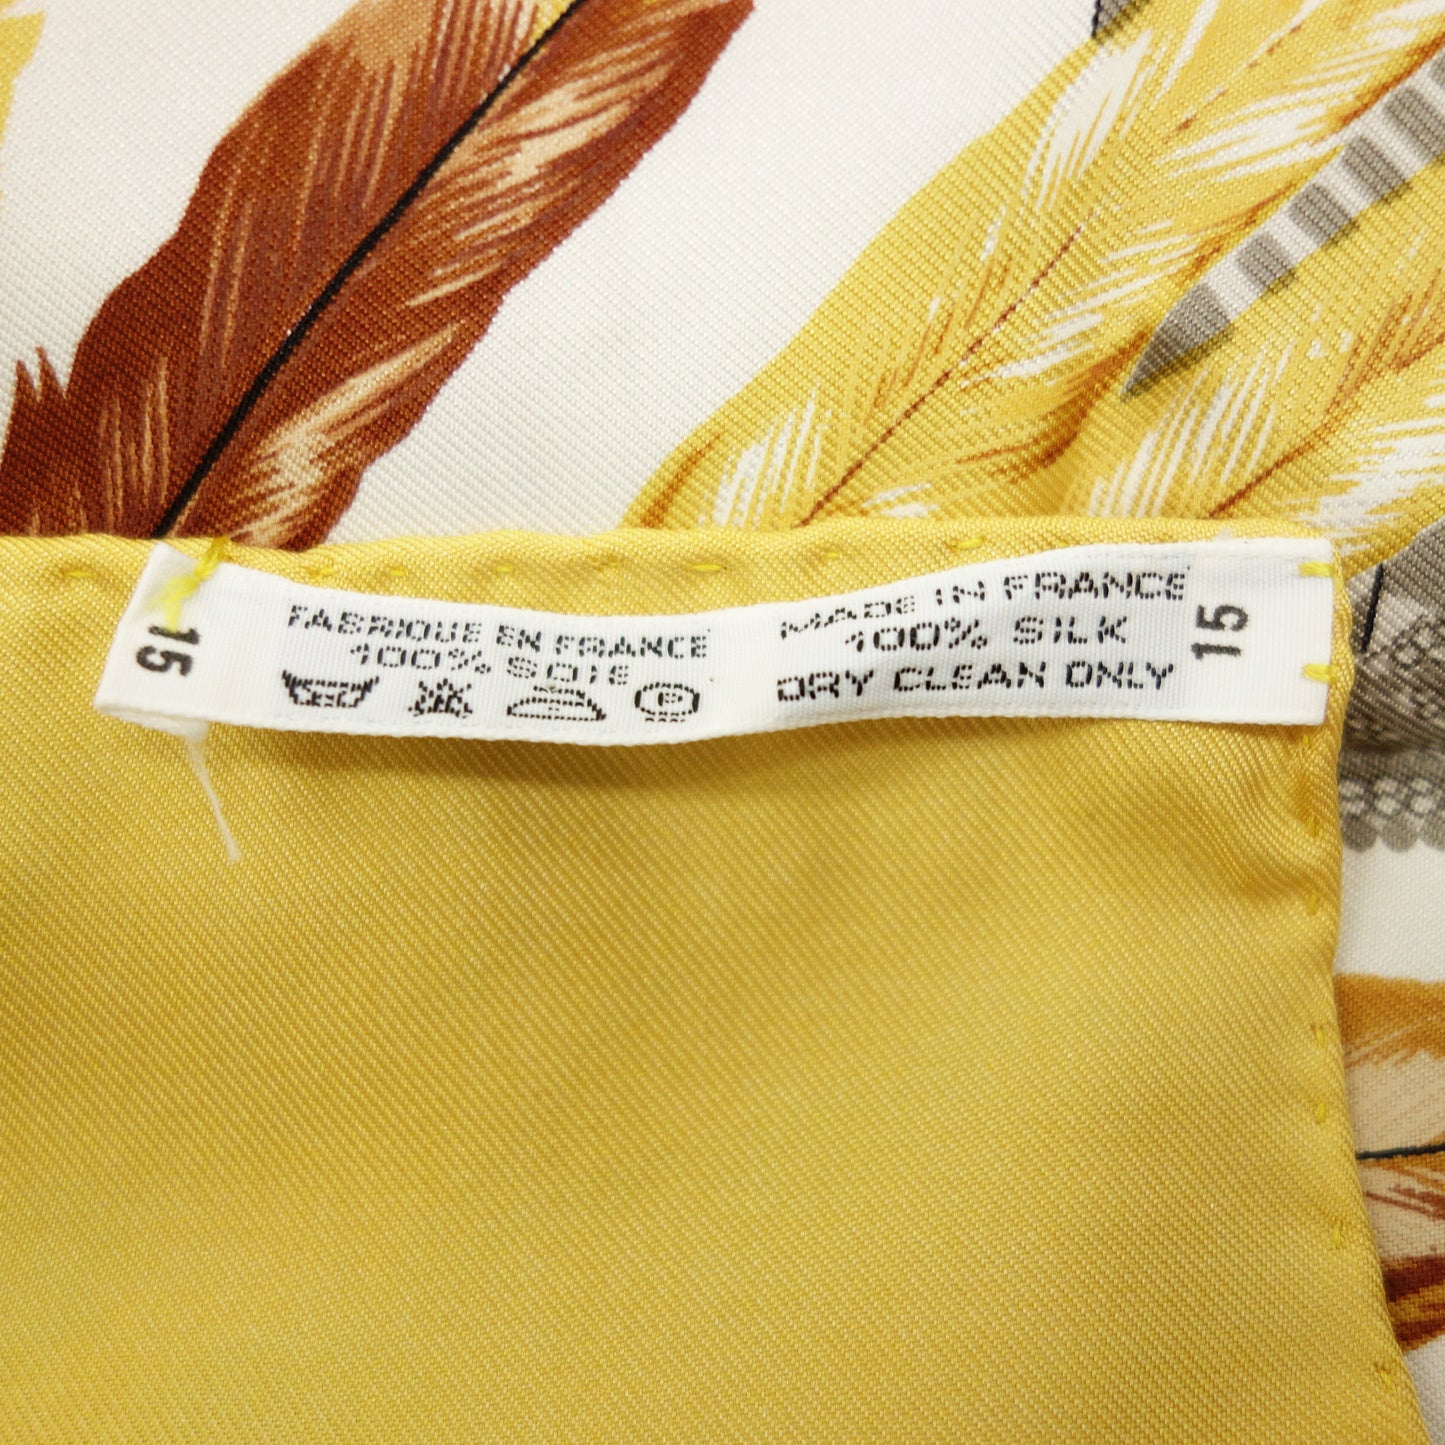 15
FABRIQUE EN FRANCE
100% SOIE
MADE IN FRANCE
100% SILK
DRY CLEAN ONLY
15